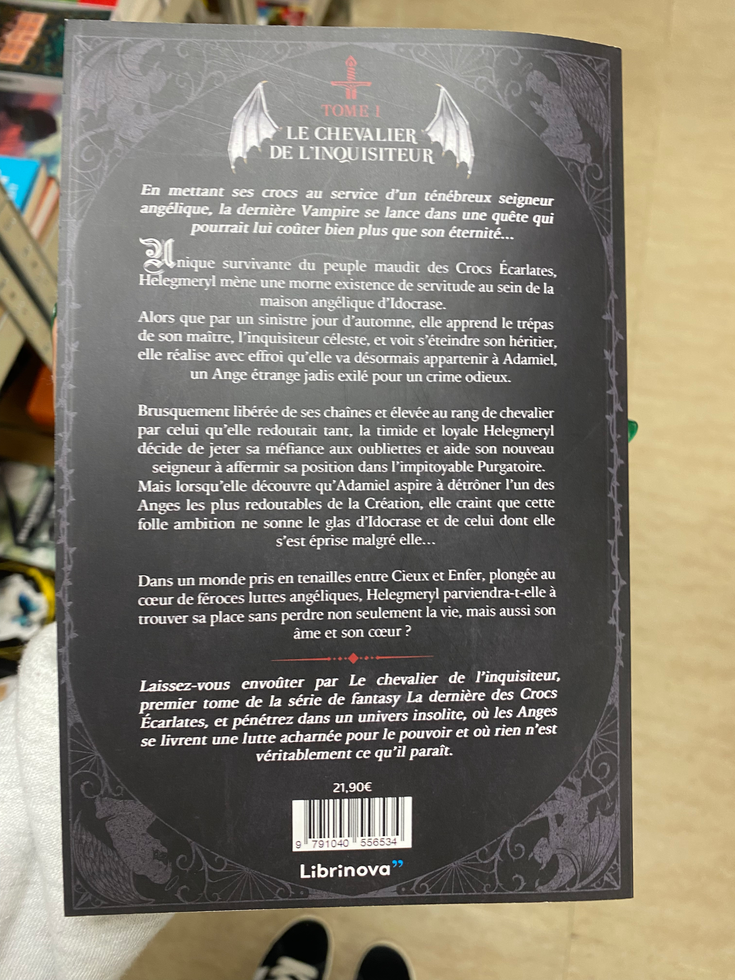 TOME 1
LE CHEVALIER
DE L'INQUISITEUR
En mettant ses crocs au service d'un ténébreux seigneur
angélique, la dernière Vampire se lance dans une quête qui
pourrait lui coûter bien plus que son éternité...
Unique survivante du peuple maudit des Crocs Écarlates,
Helegmeryl mène une morne existence de servitude au sein de la
maison angélique d'Idocrase.
Alors que par un sinistre jour d'automne, elle apprend le trépas
de son maître, l'inquisiteur céleste, et voit s'éteindre son héritier,
elle réalise avec effroi qu'elle va désormais appartenir à Adamiel,
un Ange étrange jadis exilé pour un crime odieux.
Brusquement libérée de ses chaînes et élevée au rang de chevalier
par celui qu'elle redoutait tant, la timide et loyale Helegmeryl
décide de jeter sa méfiance aux oubliettes et aide son nouveau
seigneur à affermir sa position dans l'impitoyable Purgatoire.
Mais lorsqu'elle découvre qu'Adamiel aspire à détrôner l'un des
Anges les plus redoutables de la Création, elle craint que cette
folle ambition ne sonne le glas d'Idocrase et de celui dont elle
s'est éprise malgré elle...
Dans un monde pris en tenailles entre Cieux et Enfer, plongée au
cœur de féroces luttes angéliques, Helegmeryl parviendra-t-elle à
trouver sa place sans perdre non seulement la vie, mais aussi son
âme et son cœur ?
Laissez-vous envoûter par Le chevalier de l'inquisiteur,
premier tome de la série de fantasy La dernière des Crocs
Écarlates, et pénétrez dans un univers insolite, où les Anges
se livrent une lutte acharnée pour le pouvoir et où rien n'est
véritablement ce qu'il paraît.
21,90€
9 791040 556534
Librinova”